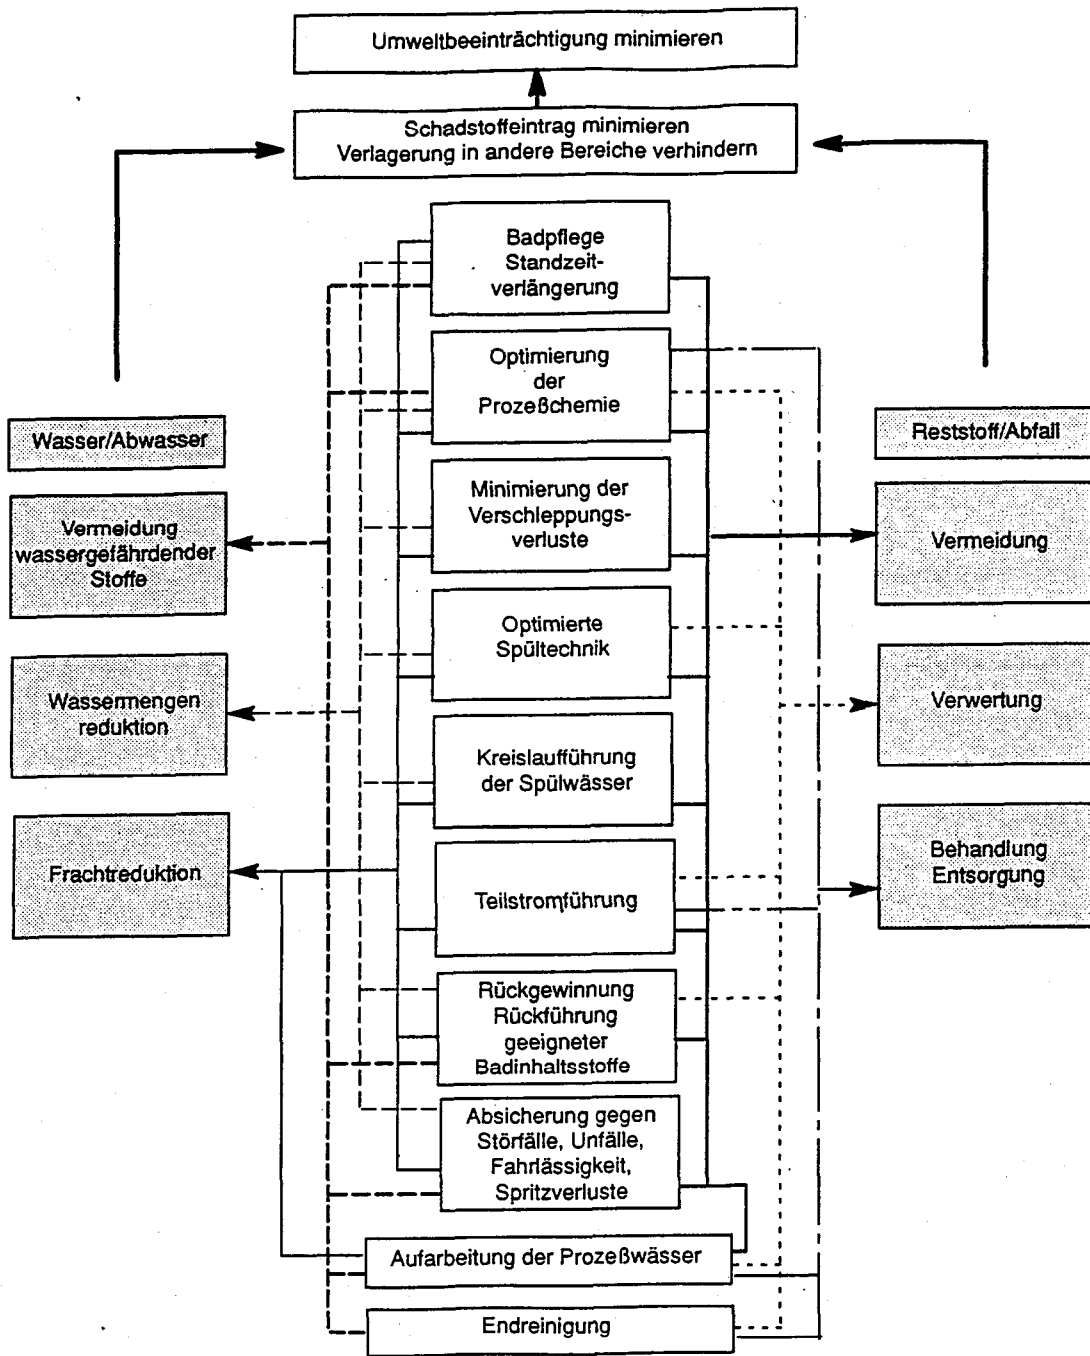 Umweltbeeinträchtigung minimieren
Schadstoffeintrag minimieren
Verlagerung in andere Bereiche verhindern
Badpflege
Standzeit-
verlängerung
Optimierung
der
Prozeßchemie
Wasser/Abwasser
Reststoff/Abfall
Minimierung der
Verschleppungs-
verluste
Vermeidung
wassergefährdender
Stoffe
Vermeidung
Optimierte
Spültechnik
Wassermengen
reduktion
Verwertung
Kreislaufführung
der Spülwässer
Frachtreduktion
Teilstromführung
Behandlung
Entsorgung
Rückgewinnung
Rückführung
geeigneter
Badinhaltsstoffe
Absicherung gegen
Störfälle, Unfälle,
Fahrlässigkeit,
Spritzverluste
Aufarbeitung der Prozeßwässer
Endreinigung